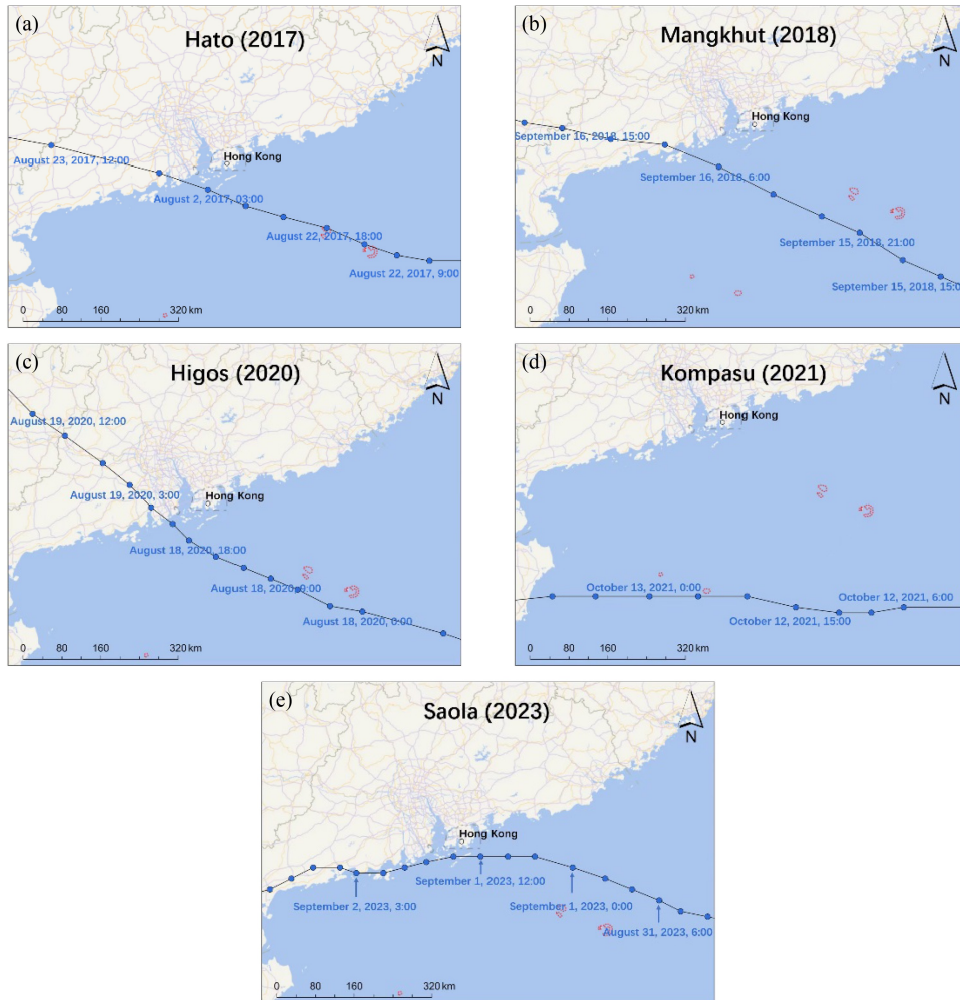 (a)
Hato (2017)
N
Hong Kong
August 23, 2017, 12:00
August 2, 2017, 03:00
August 22, 2017, 18:00
August 22, 2017, 9:00
0 80 160 320 km
(b)
Mangkhut (2018)
N
Hong Kong
September 16, 2018, 15:00
September 16, 2018, 6:00
September 15, 2018, 21:00
September 15, 2018, 15:00
0 80 160 320 km
(c)
Higos (2020)
N
August 19, 2020, 12:00
August 19, 2020, 3:00
Hong Kong
August 18, 2020, 18:00
August 18, 2020, 9:00
August 18, 2020, 0:00
0 80 160 320 km
(d)
Kompasu (2021)
N
Hong Kong
October 13, 2021, 0:00
October 12, 2021, 6:00
October 12, 2021, 15:00
0 80 160 320 km
(e)
Saola (2023)
N
Hong Kong
September 1, 2023, 12:00
September 2, 2023, 3:00
September 1, 2023, 0:00
August 31, 2023, 6:00
0 80 160 320 km